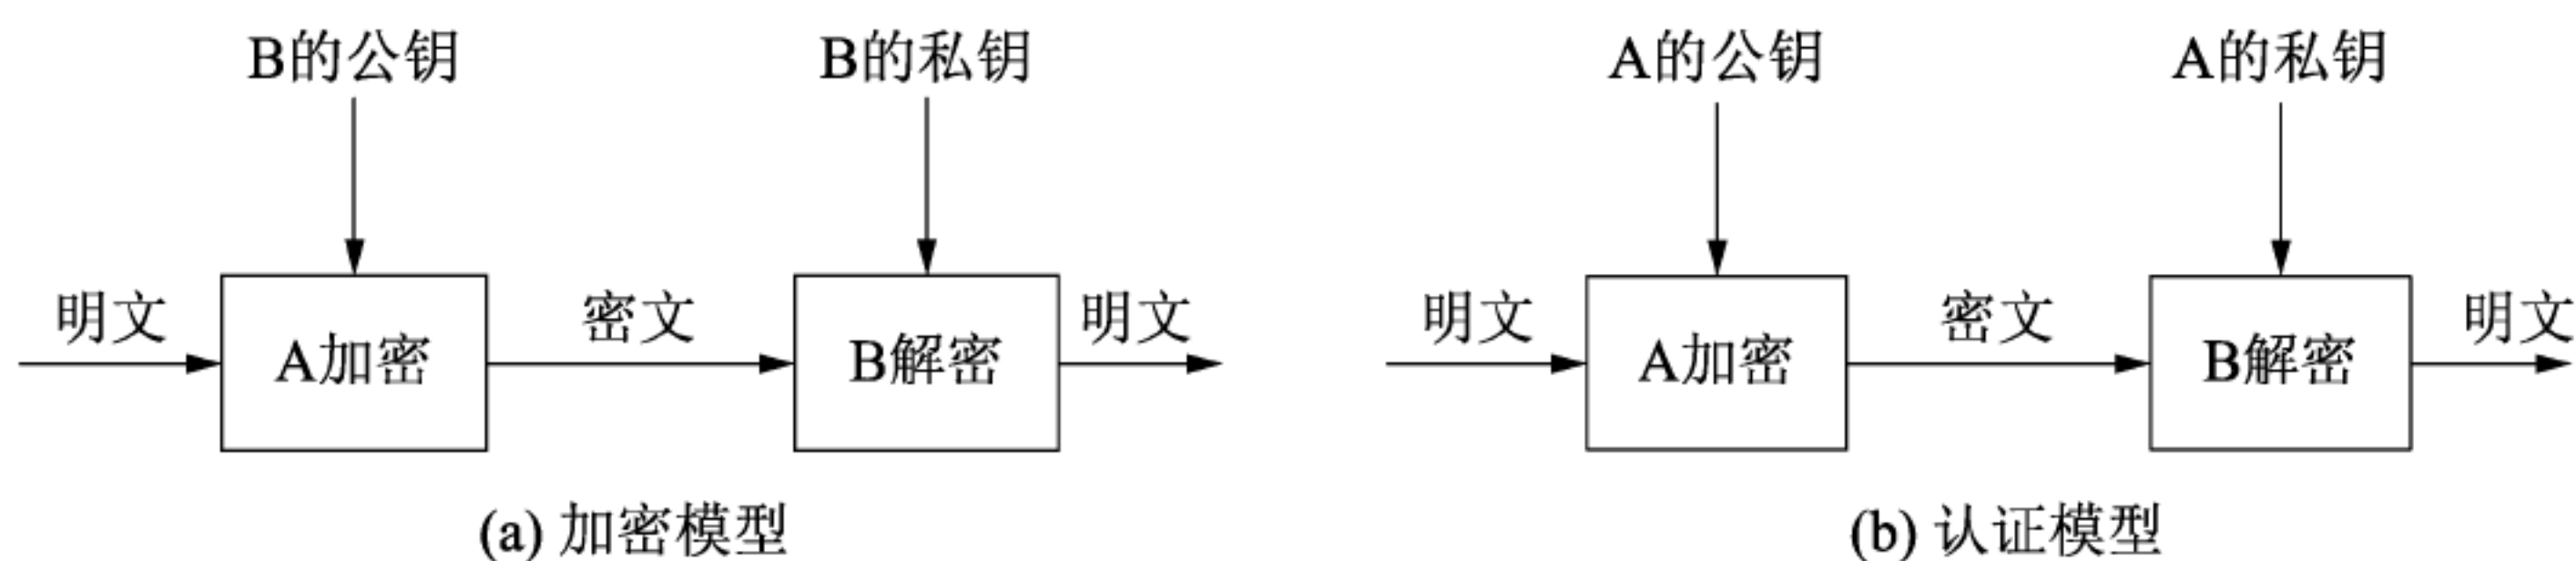 B的公钥
B的私钥
明文
A加密
密文
B解密
明文
(a) 加密模型
A的公钥
A的私钥
明文
A加密
密文
B解密
明文
(b) 认证模型